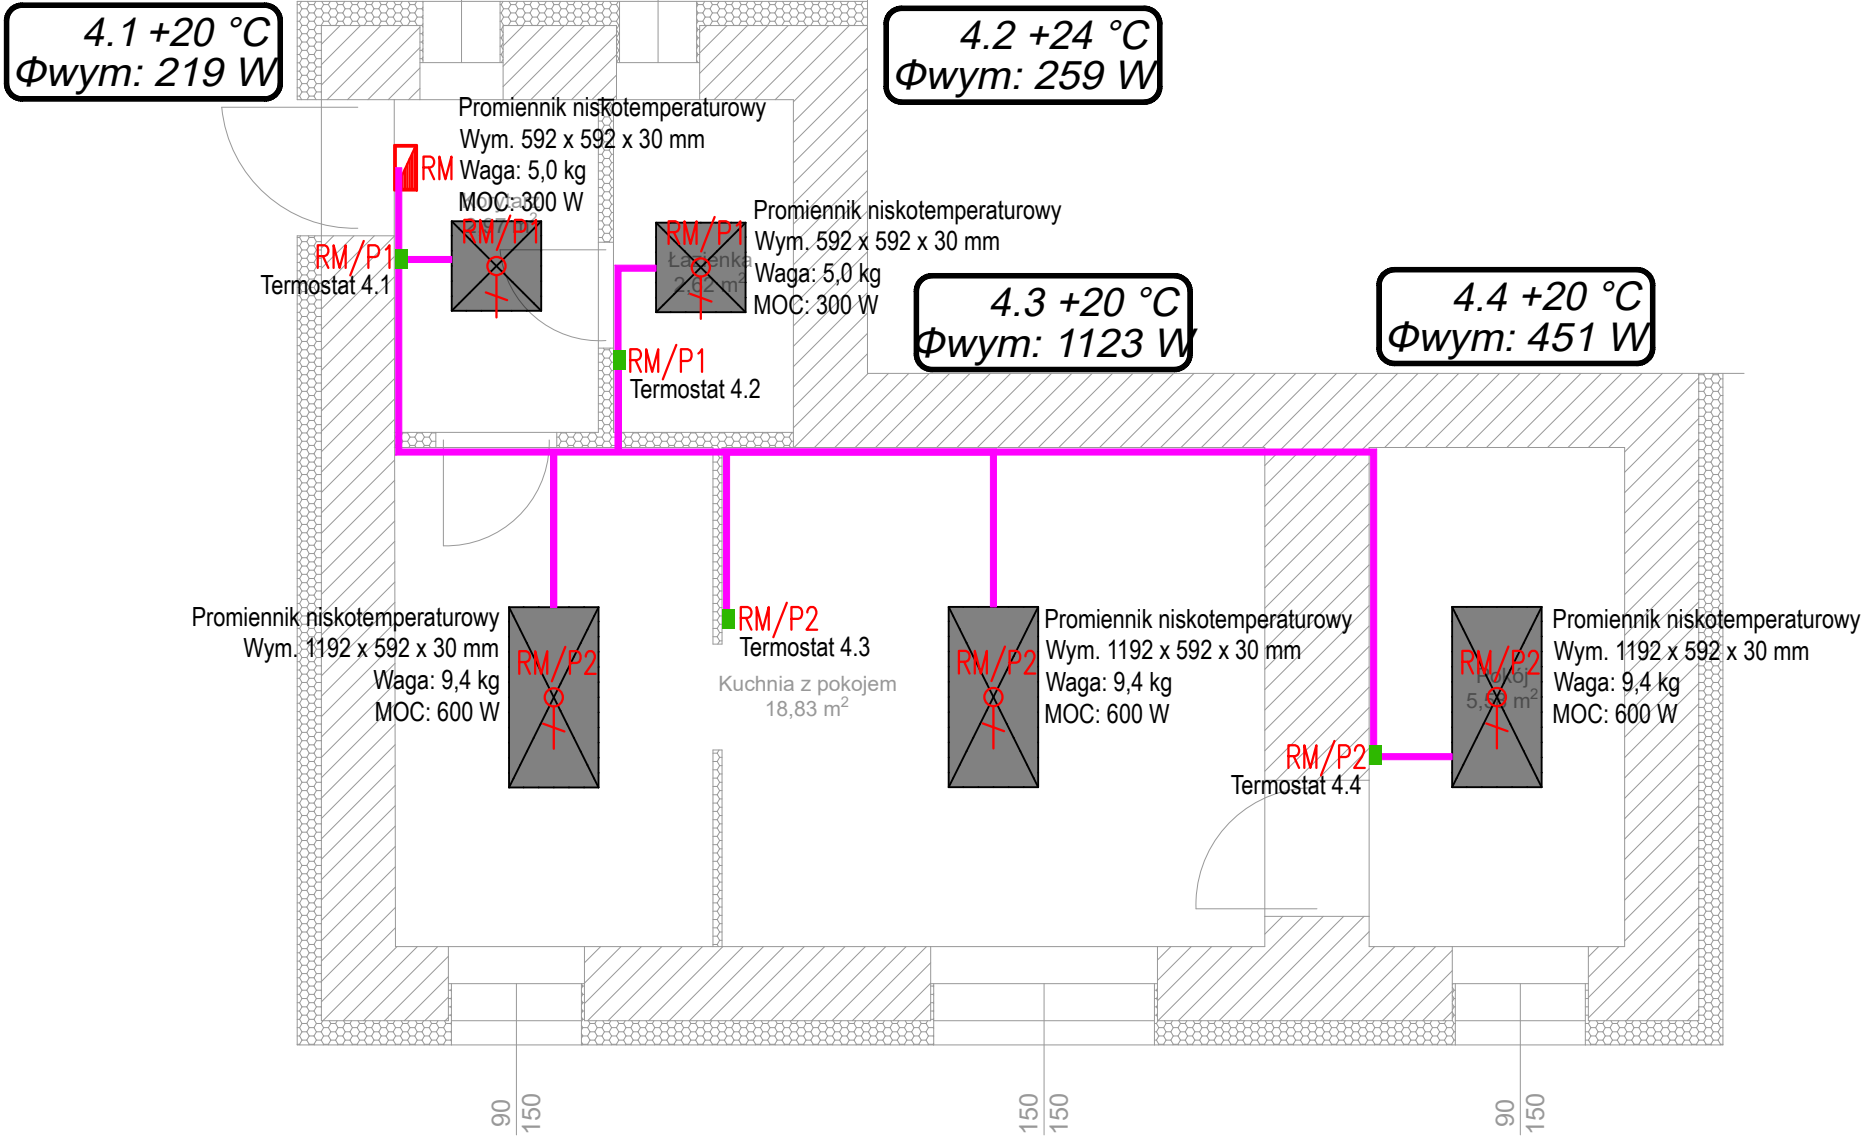 4.1 +20 °C
Φwym: 219 W
4.2 +24 °C
Φwym: 259 W
Promiennik niskotemperaturowy
Wym. 592 x 592 x 30 mm
Waga: 5,0 kg
MOC: 300 W
RM
RM/P1
RM/P1
Termostat 4.1
Promiennik niskotemperaturowy
Wym. 592 x 592 x 30 mm
Waga: 5,0 kg
MOC: 300 W
RM/P1
Łazienka
2,62 m²
RM/P1
Termostat 4.2
4.3 +20 °C
Φwym: 1123 W
4.4 +20 °C
Φwym: 451 W
Promiennik niskotemperaturowy
Wym. 1192 x 592 x 30 mm
Waga: 9,4 kg
MOC: 600 W
RM/P2
RM/P2
Termostat 4.3
Kuchnia z pokojem
18,83 m²
RM/P2
Promiennik niskotemperaturowy
Wym. 1192 x 592 x 30 mm
Waga: 9,4 kg
MOC: 600 W
RM/P2
Pokój
Promiennik niskotemperaturowy
Wym. 1192 x 592 x 30 mm
Waga: 9,4 kg
MOC: 600 W
RM/P2
Termostat 4.4
90
150
150
150
90
150